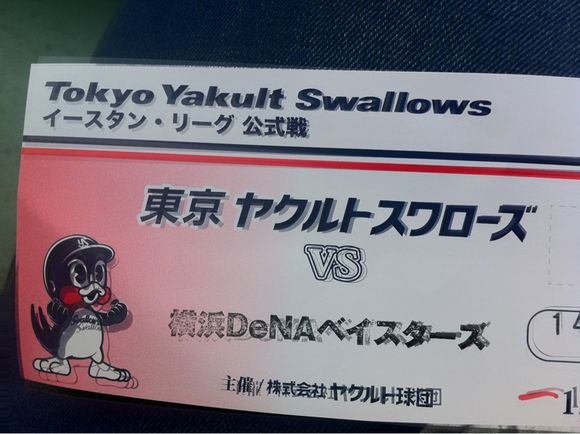 Tokyo Yakult Swallows
イースタン・リーグ 公式戦
東京 ヤクルトスワローズ
VS
横浜DeNAベイスターズ
主催/株式会社ヤクルト球団